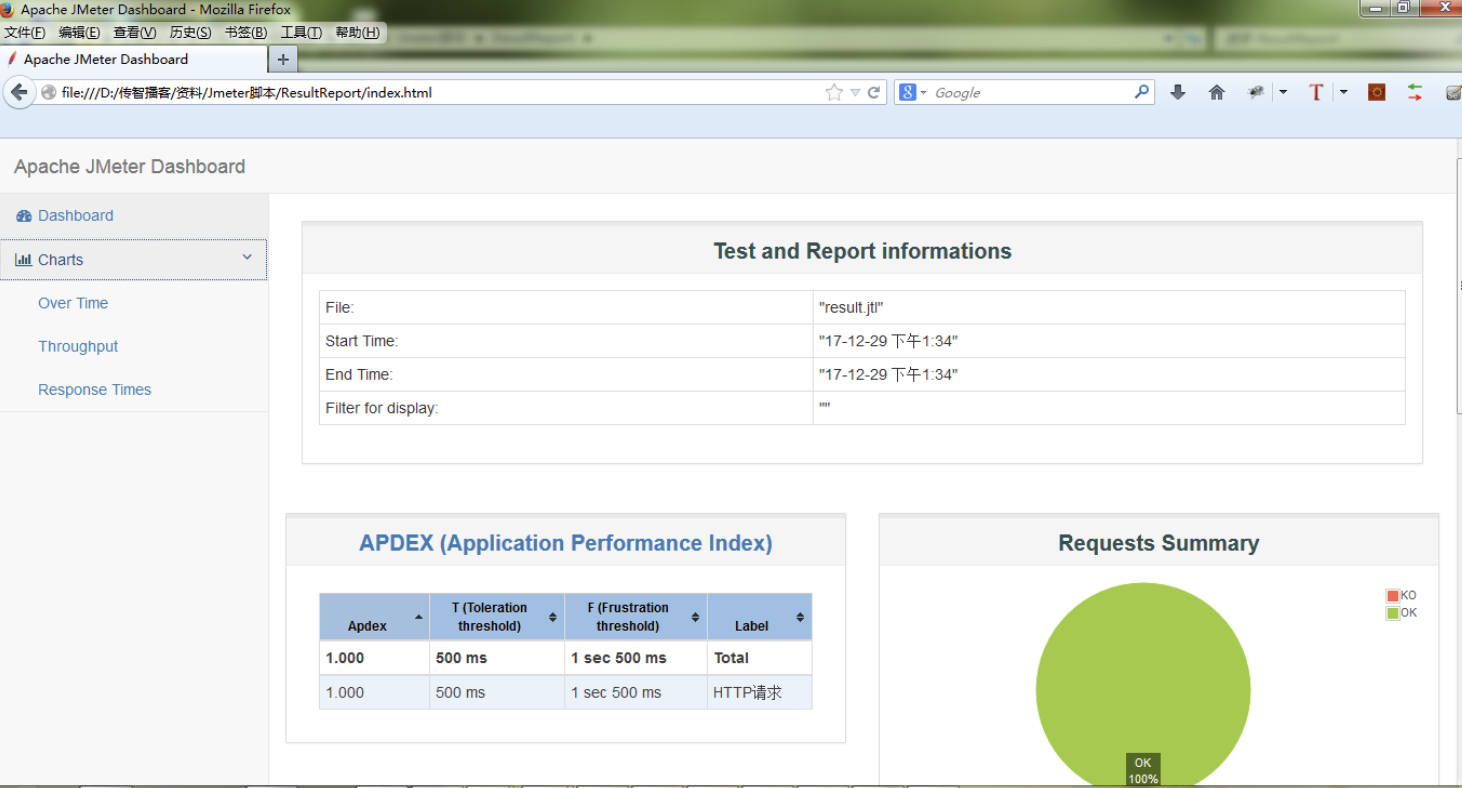 Apache JMeter Dashboard - Mozilla Firefox
文件(F) 编辑(E) 查看(V) 历史(S) 书签(B) 工具(T) 帮助(H)
Apache JMeter Dashboard +
file:///D:/传智播客/资料/Jmeter脚本/ResultReport/index.html
8 Google
T
Apache JMeter Dashboard
Dashboard
Charts
Over Time
Throughput
Response Times
Test and Report informations
File: "result.jtl"
Start Time: "17-12-29 下午1:34"
End Time: "17-12-29 下午1:34"
Filter for display: ""
APDEX (Application Performance Index)
Apdex T (Toleration threshold) F (Frustration threshold) Label
1.000 500 ms 1 sec 500 ms Total
1.000 500 ms 1 sec 500 ms HTTP请求
Requests Summary
KO
OK
OK
100%